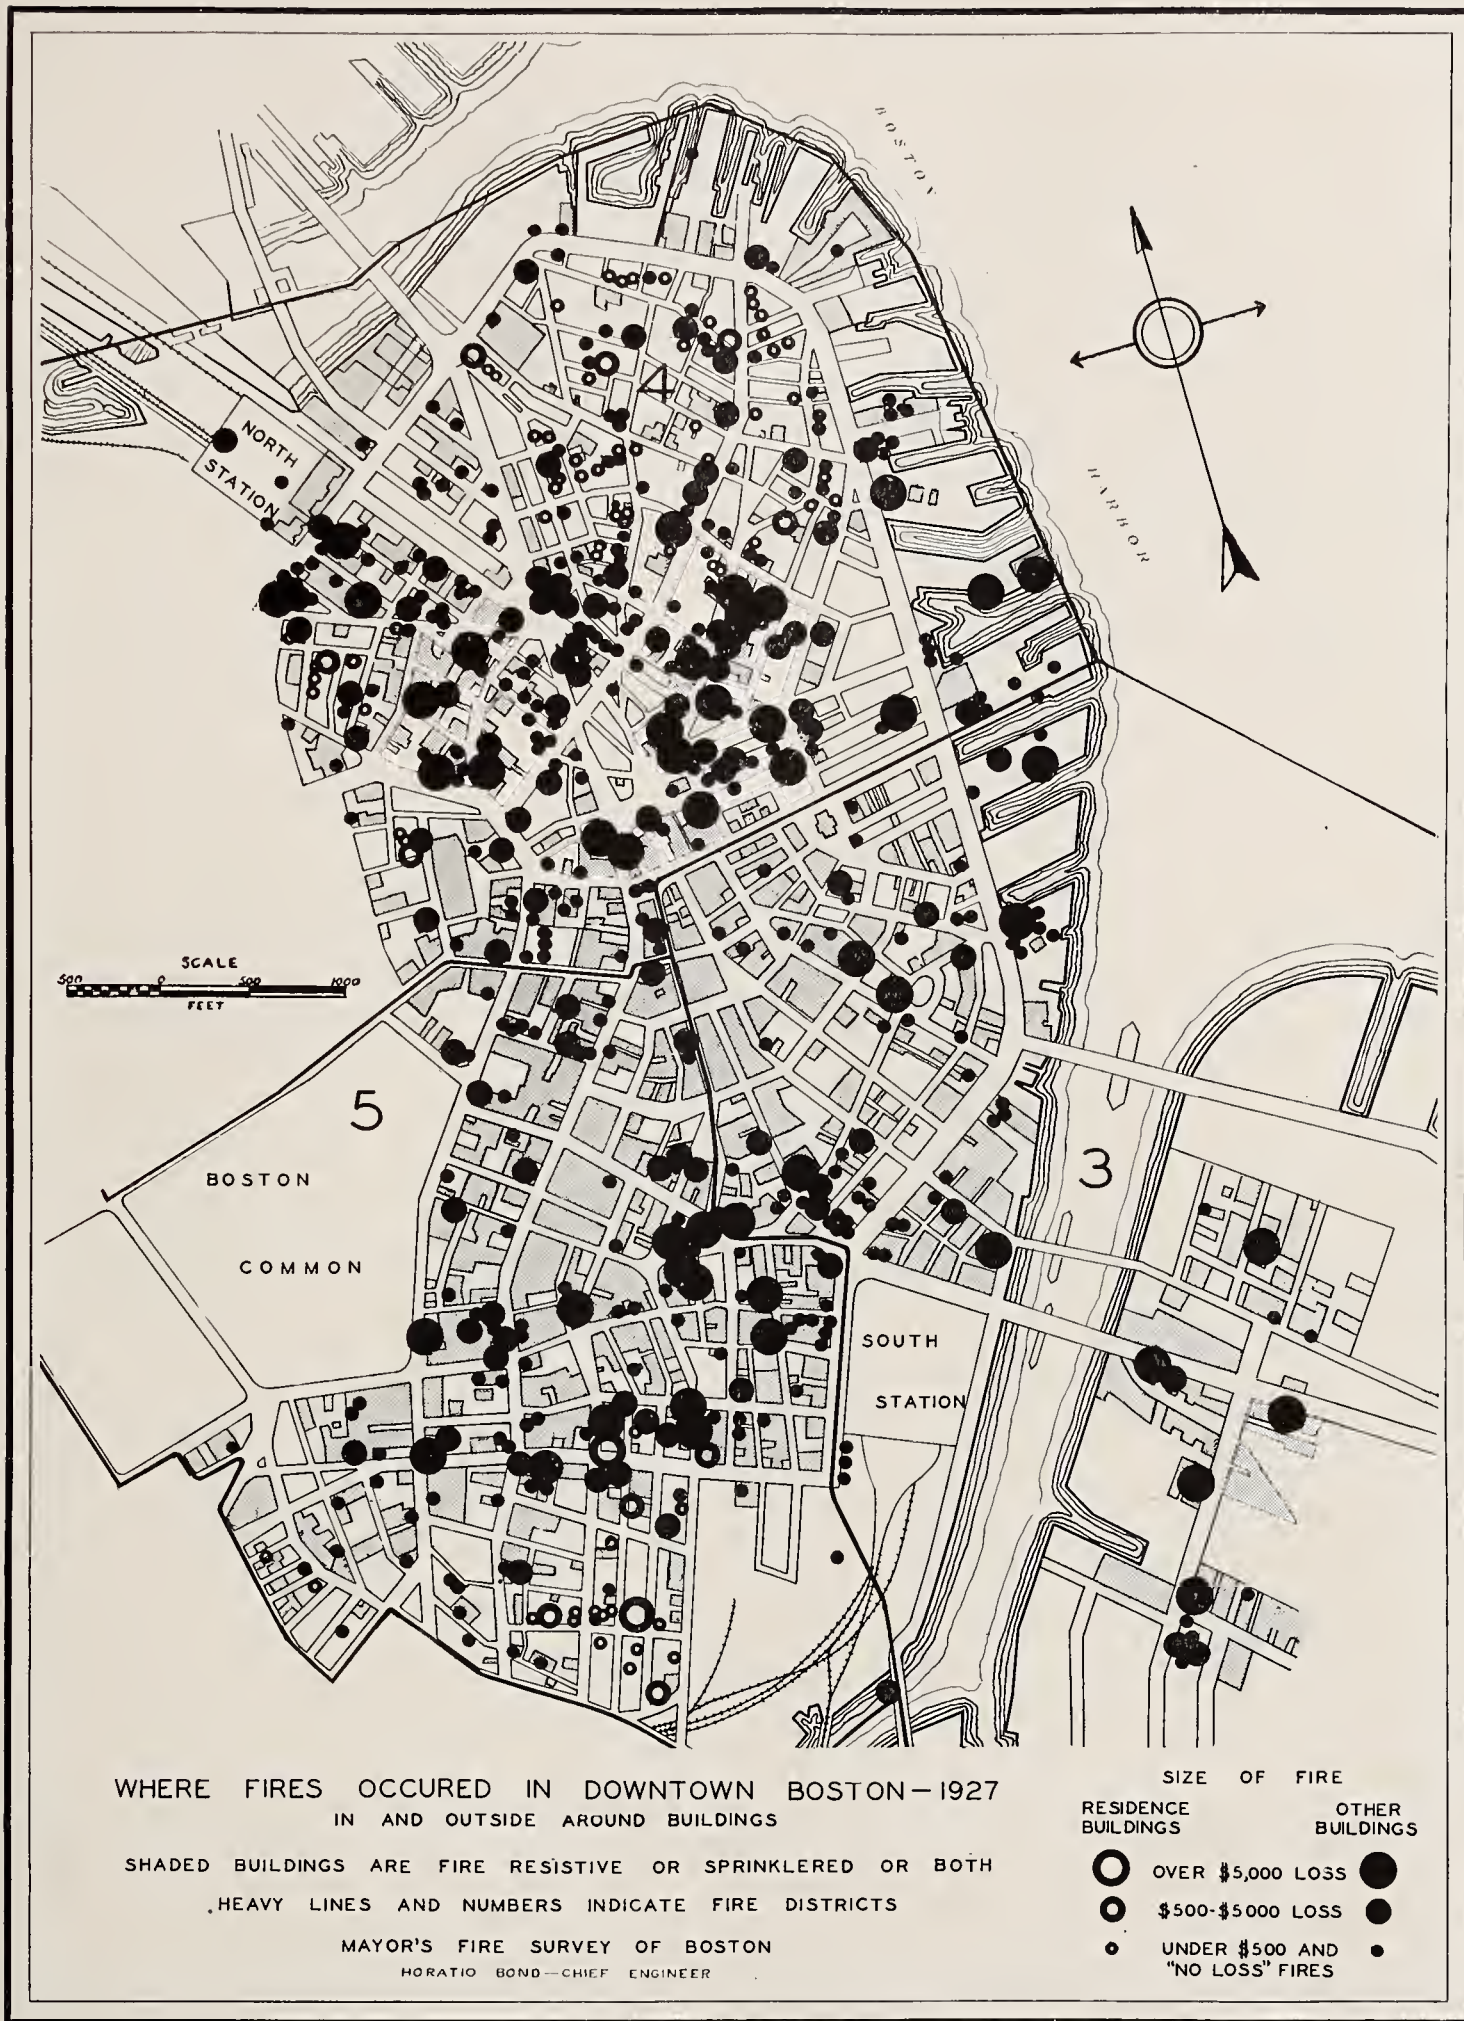 BOSTON
HARBOR
4
NORTH
STATION
SCALE
500 0 500 1000
FEET
5
BOSTON
COMMON
3
SOUTH
STATION
WHERE FIRES OCCURED IN DOWNTOWN BOSTON—1927
IN AND OUTSIDE AROUND BUILDINGS
SHADED BUILDINGS ARE FIRE RESISTIVE OR SPRINKLERED OR BOTH
HEAVY LINES AND NUMBERS INDICATE FIRE DISTRICTS
MAYOR'S FIRE SURVEY OF BOSTON
HORATIO BOND—CHIEF ENGINEER
SIZE OF FIRE
RESIDENCE BUILDINGS
OTHER BUILDINGS
OVER $5,000 LOSS
$500-$5000 LOSS
UNDER $500 AND
"NO LOSS" FIRES